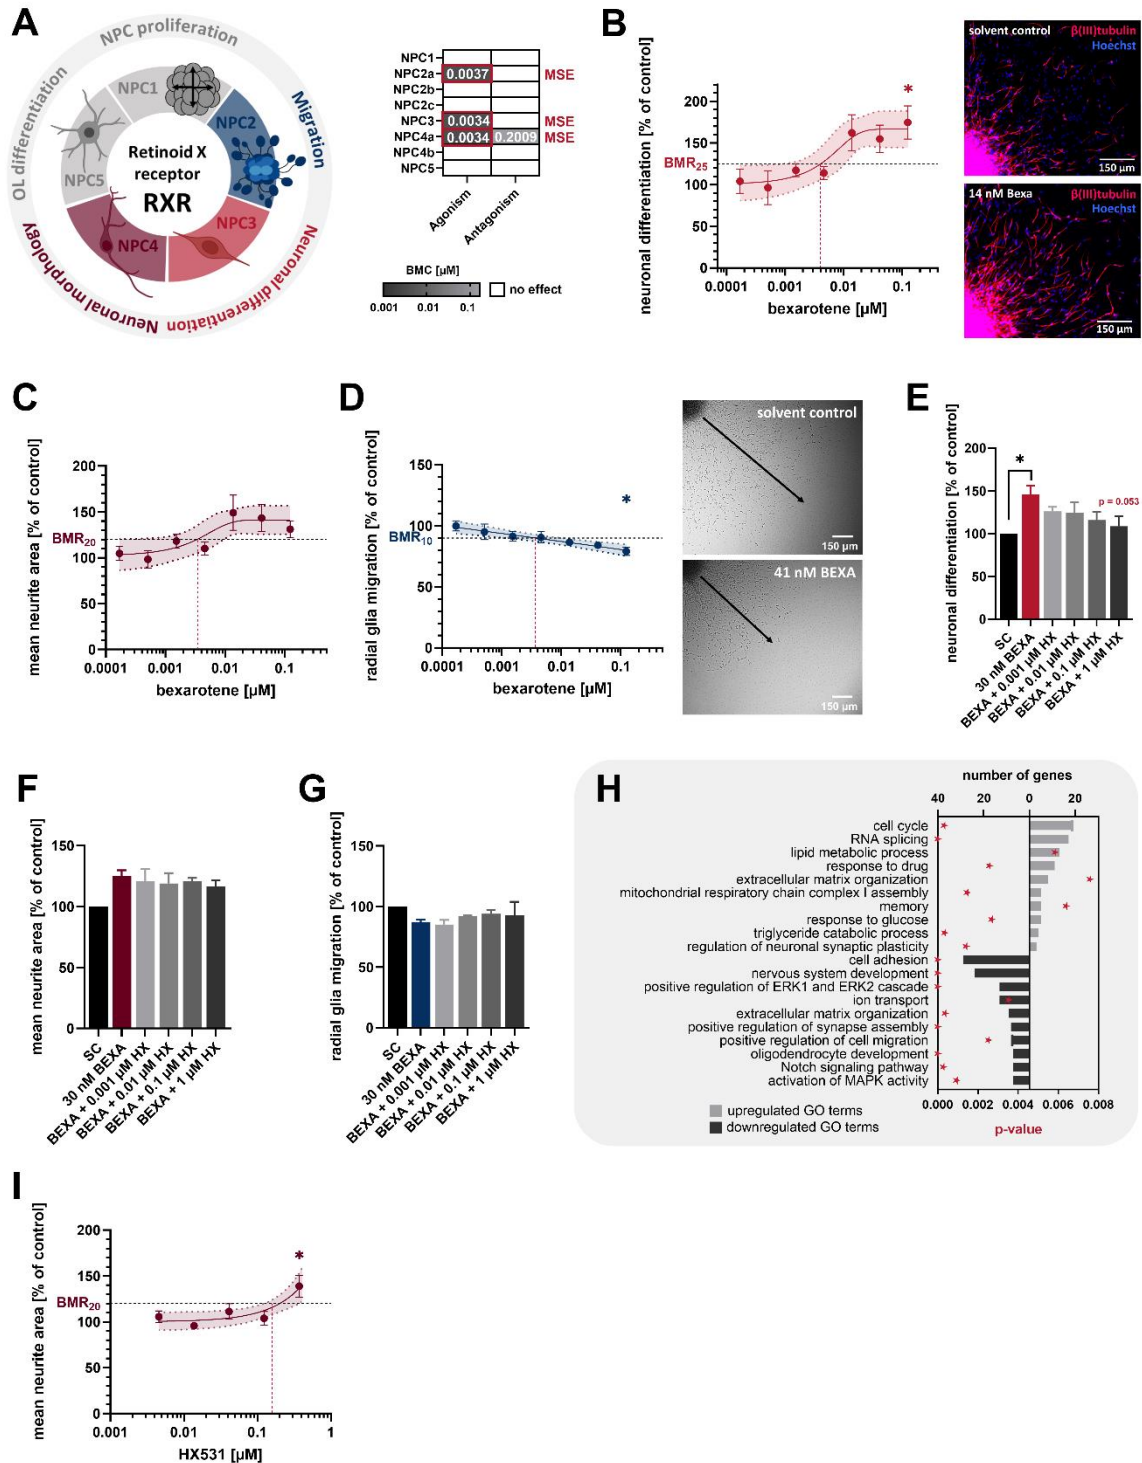 A
NPC proliferation
Migration
Neuronal differentiation
Neuronal morphology
OL differentiation
NPC1
NPC2
NPC3
NPC4
NPC5
Retinoid X
receptor
RXR
NPC1
NPC2a 0.0037 MSE
NPC2b
NPC2c
NPC3 0.0034 MSE
NPC4a 0.0034 0.2009 MSE
NPC4b
NPC5
Agonism
Antagonism
BMC [µM]
no effect
0.001 0.01 0.1
B
neuronal differentiation [% of control]
200
150
BMR25
100
50
0
*
0.0001 0.001 0.01 0.1
bexarotene [µM]
solvent control
β(III)tubulin
Hoechst
150 µm
14 nM Bexa
β(III)tubulin
Hoechst
150 µm
C
mean neurite area [% of control]
200
150
BMR20
100
50
0
0.0001 0.001 0.01 0.1
bexarotene [µM]
D
radial glia migration [% of control]
150
100
BMR10
50
0
*
0.0001 0.001 0.01 0.1
bexarotene [µM]
solvent control
150 µm
41 nM BEXA
150 µm
E
neuronal differentiation [% of control]
200
150
100
50
0
*
p = 0.053
SC
30 nM BEXA
BEXA + 0.001 µM HX
BEXA + 0.01 µM HX
BEXA + 0.1 µM HX
BEXA + 1 µM HX
F
mean neurite area [% of control]
150
100
50
0
SC
30 nM BEXA
BEXA + 0.001 µM HX
BEXA + 0.01 µM HX
BEXA + 0.1 µM HX
BEXA + 1 µM HX
G
radial glia migration [% of control]
150
100
50
0
SC
30 nM BEXA
BEXA + 0.001 µM HX
BEXA + 0.01 µM HX
BEXA + 0.1 µM HX
BEXA + 1 µM HX
H
number of genes
40 20 0 20
cell cycle
RNA splicing
lipid metabolic process
response to drug
extracellular matrix organization
mitochondrial respiratory chain complex I assembly
memory
response to glucose
triglyceride catabolic process
regulation of neuronal synaptic plasticity
cell adhesion
nervous system development
positive regulation of ERK1 and ERK2 cascade
ion transport
extracellular matrix organization
positive regulation of synapse assembly
positive regulation of cell migration
oligodendrocyte development
Notch signaling pathway
activation of MAPK activity
0.000 0.002 0.004 0.006 0.008
p-value
upregulated GO terms
downregulated GO terms
I
mean neurite area [% of control]
200
150
BMR20
100
50
0
*
0.001 0.01 0.1 1
HX531 [µM]